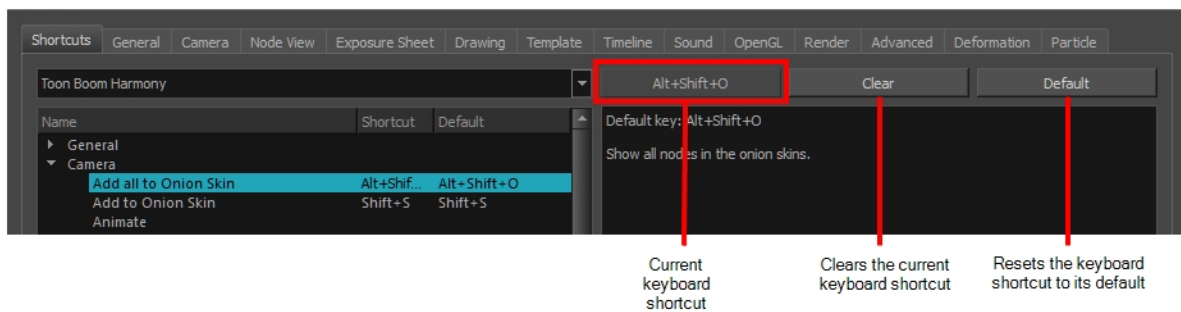 Shortcuts General Camera Node View Exposure Sheet Drawing Template Timeline Sound OpenGL Render Advanced Deformation Particle
Toon Boom Harmony Alt+Shift+O Clear Default
Name Shortcut Default
Default key: Alt+Shift+O
General
Show all nodes in the onion skins.
Camera
Add all to Onion Skin Alt+Shif... Alt+Shift+O
Add to Onion Skin Shift+S Shift+S
Animate
Current
keyboard
shortcut
Clears the current
keyboard shortcut
Resets the keyboard
shortcut to its default